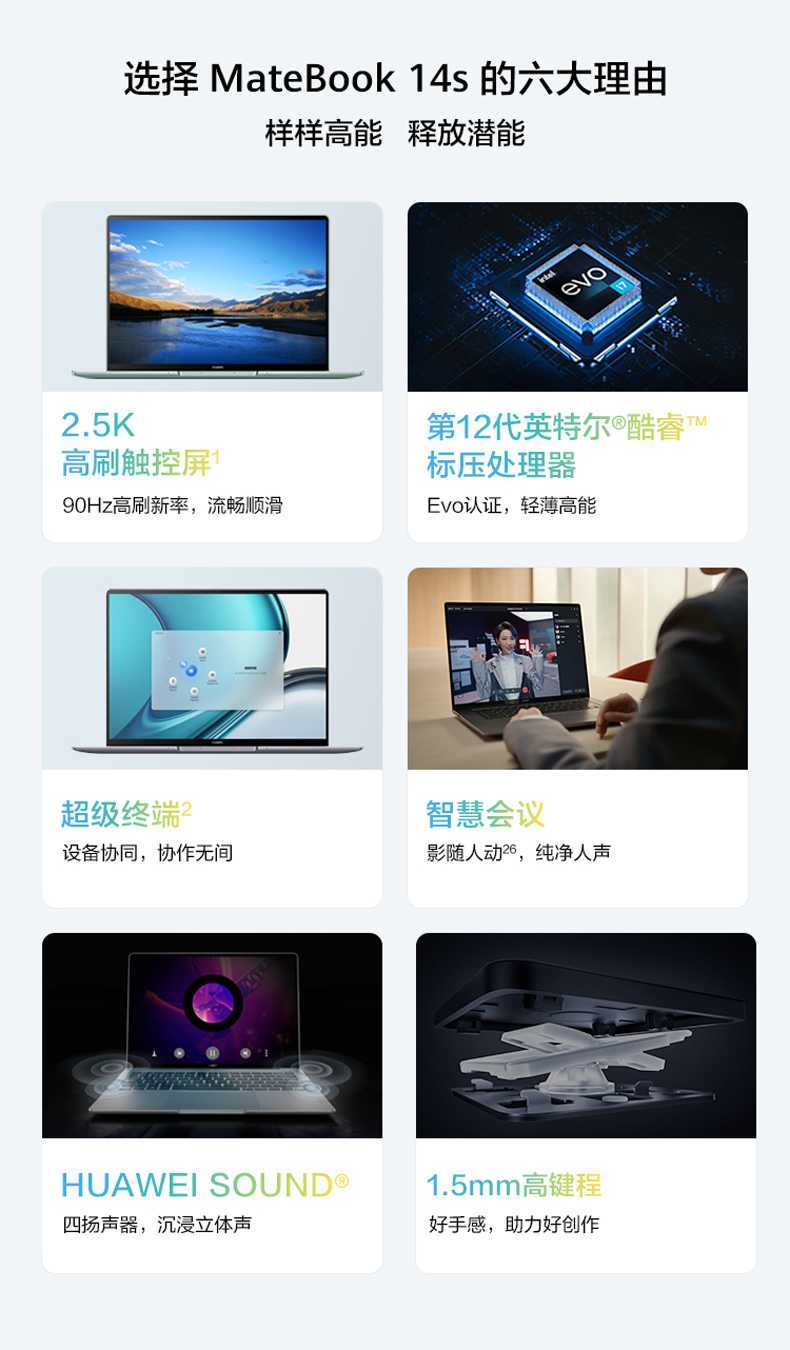 选择 MateBook 14s 的六大理由
样样高能 释放潜能
HUAWEI
intel
evo
i7
2.5K
高刷触控屏1
90Hz高刷新率，流畅顺滑
第12代英特尔®酷睿™
标压处理器
Evo认证，轻薄高能
超级终端2
设备协同，协作无间
智慧会议
影随人动26，纯净人声
HUAWEI SOUND®
四扬声器，沉浸立体声
1.5mm高键程
好手感，助力好创作